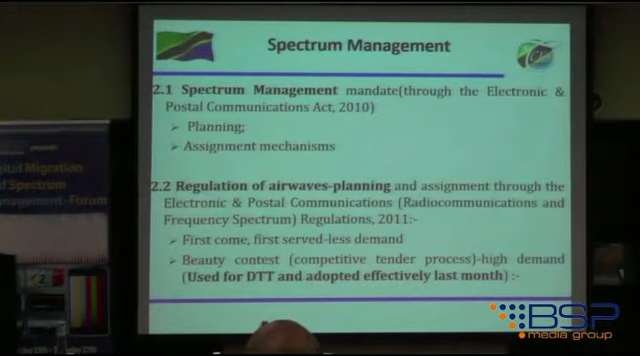 Spectrum Management
2.1 Spectrum Management mandate(through the Electronic &
Postal Communications Act, 2010)
➢ Planning;
➢ Assignment mechanisms
2.2 Regulation of airwaves-planning and assignment through the
Electronic & Postal Communications (Radiocommunications and
Frequency Spectrum) Regulations, 2011:-
➢ First come, first served-less demand
➢ Beauty contest (competitive tender process)-high demand
(Used for DTT and adopted effectively last month) :-
ital Migration
d Spectrum
nagement -Forum
BSP
media group